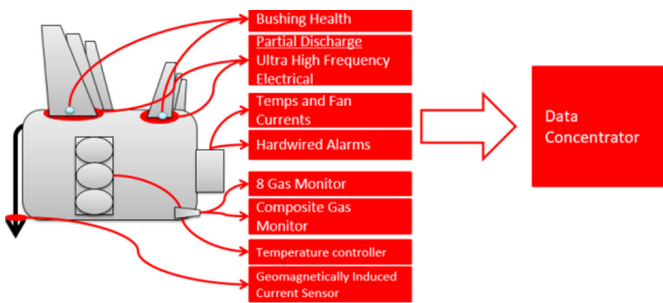 Bushing Health
Partial Discharge
Ultra High Frequency
Electrical
Temps and Fan
Currents
Hardwired Alarms
8 Gas Monitor
Composite Gas
Monitor
Temperature controller
Geomagnetically Induced
Current Sensor
Data
Concentrator